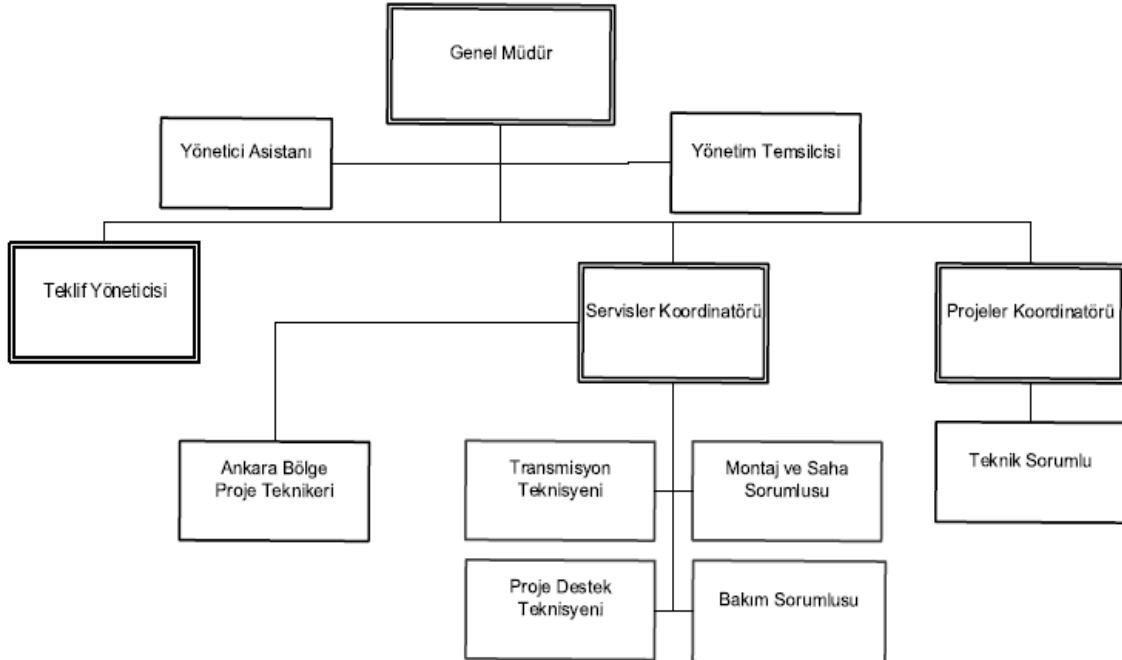 Genel Müdür
Yönetici Asistanı
Yönetim Temsilcisi
Teklif Yöneticisi
Servisler Koordinatörü
Projeler Koordinatörü
Ankara Bölge
Proje Teknikeri
Transmisyon
Teknisyeni
Montaj ve Saha
Sorumlusu
Teknik Sorumlu
Proje Destek
Teknisyeni
Bakım Sorumlusu